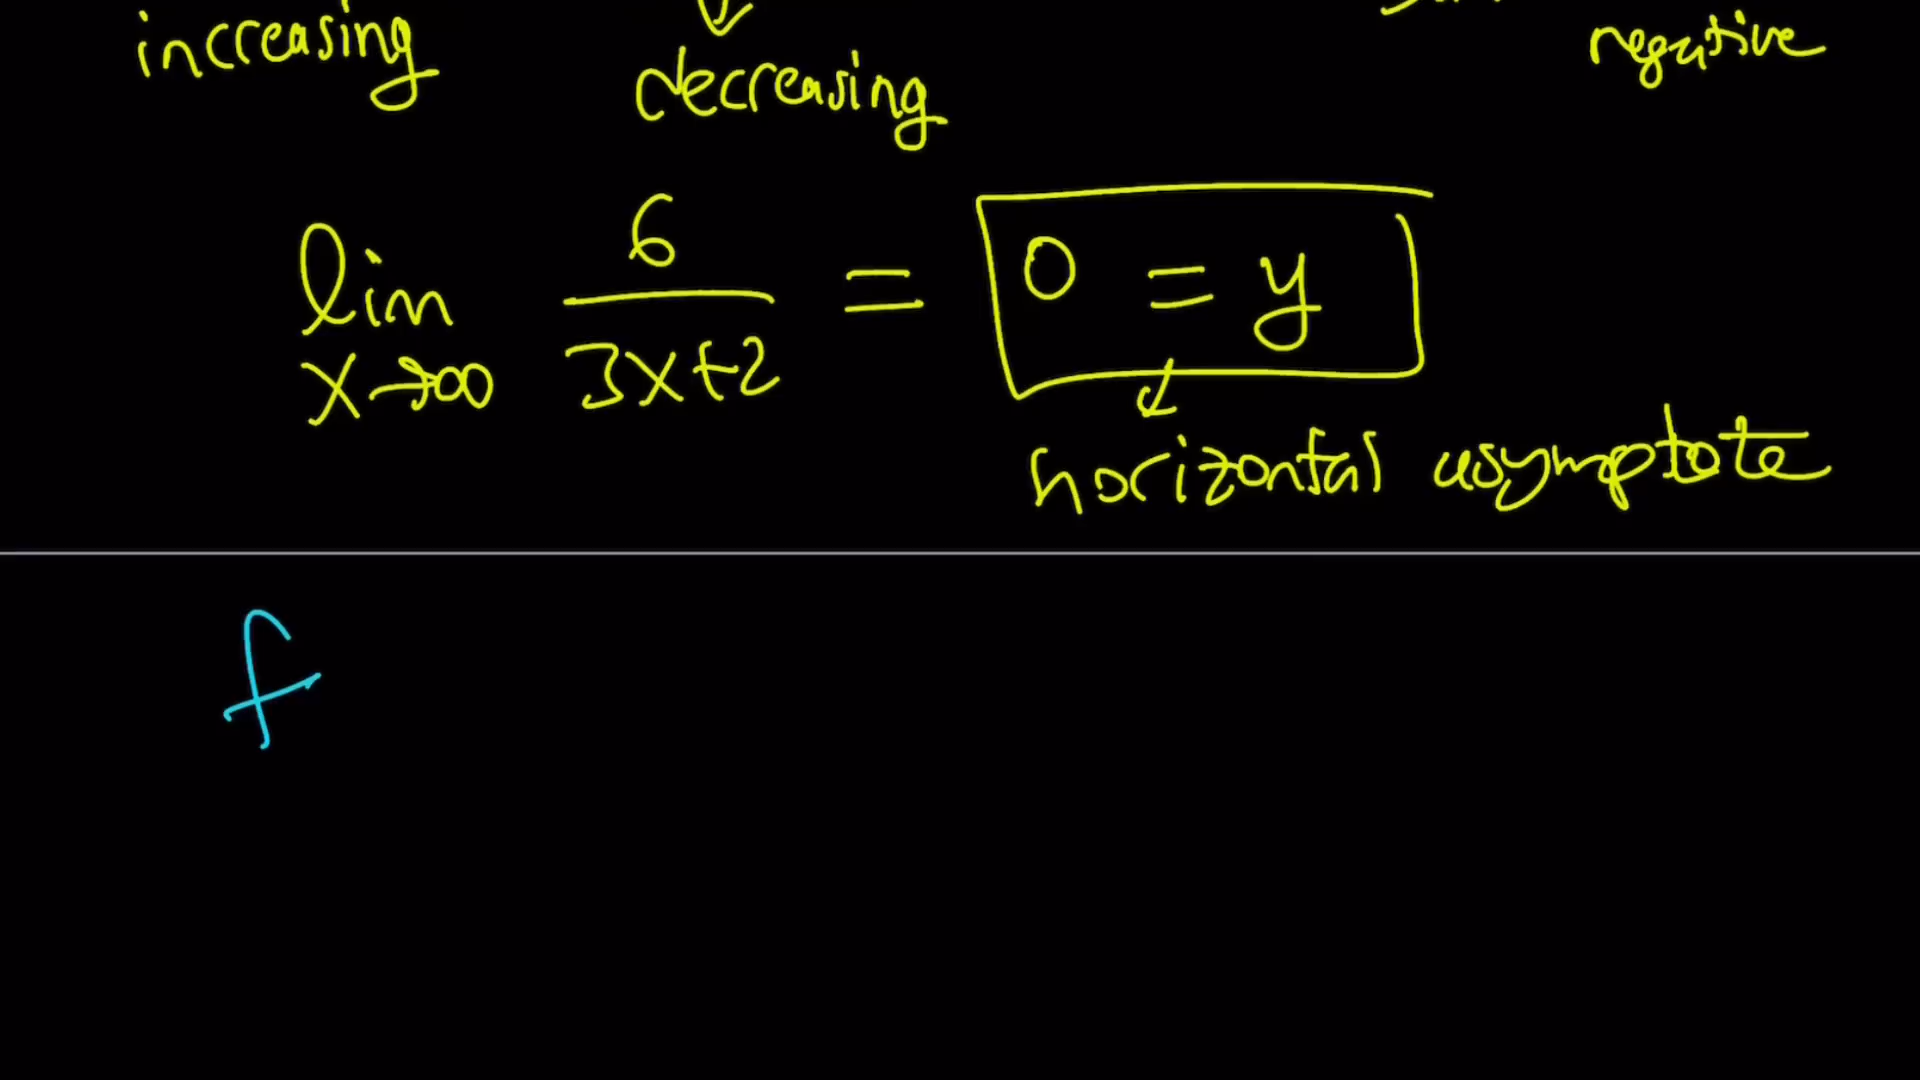 increasing
negative
decreasing
lim x→∞ 6/(3x+2) = 0 = y
horizontal asymptote
f